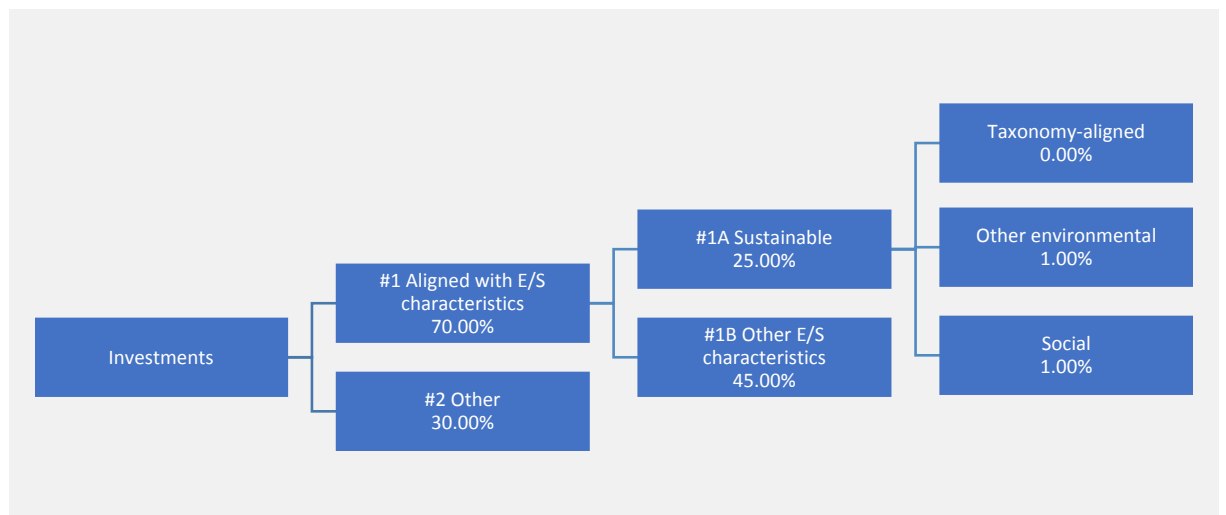 Investments
#1 Aligned with E/S
characteristics
70.00%
#2 Other
30.00%
#1A Sustainable
25.00%
#1B Other E/S
characteristics
45.00%
Taxonomy-aligned
0.00%
Other environmental
1.00%
Social
1.00%